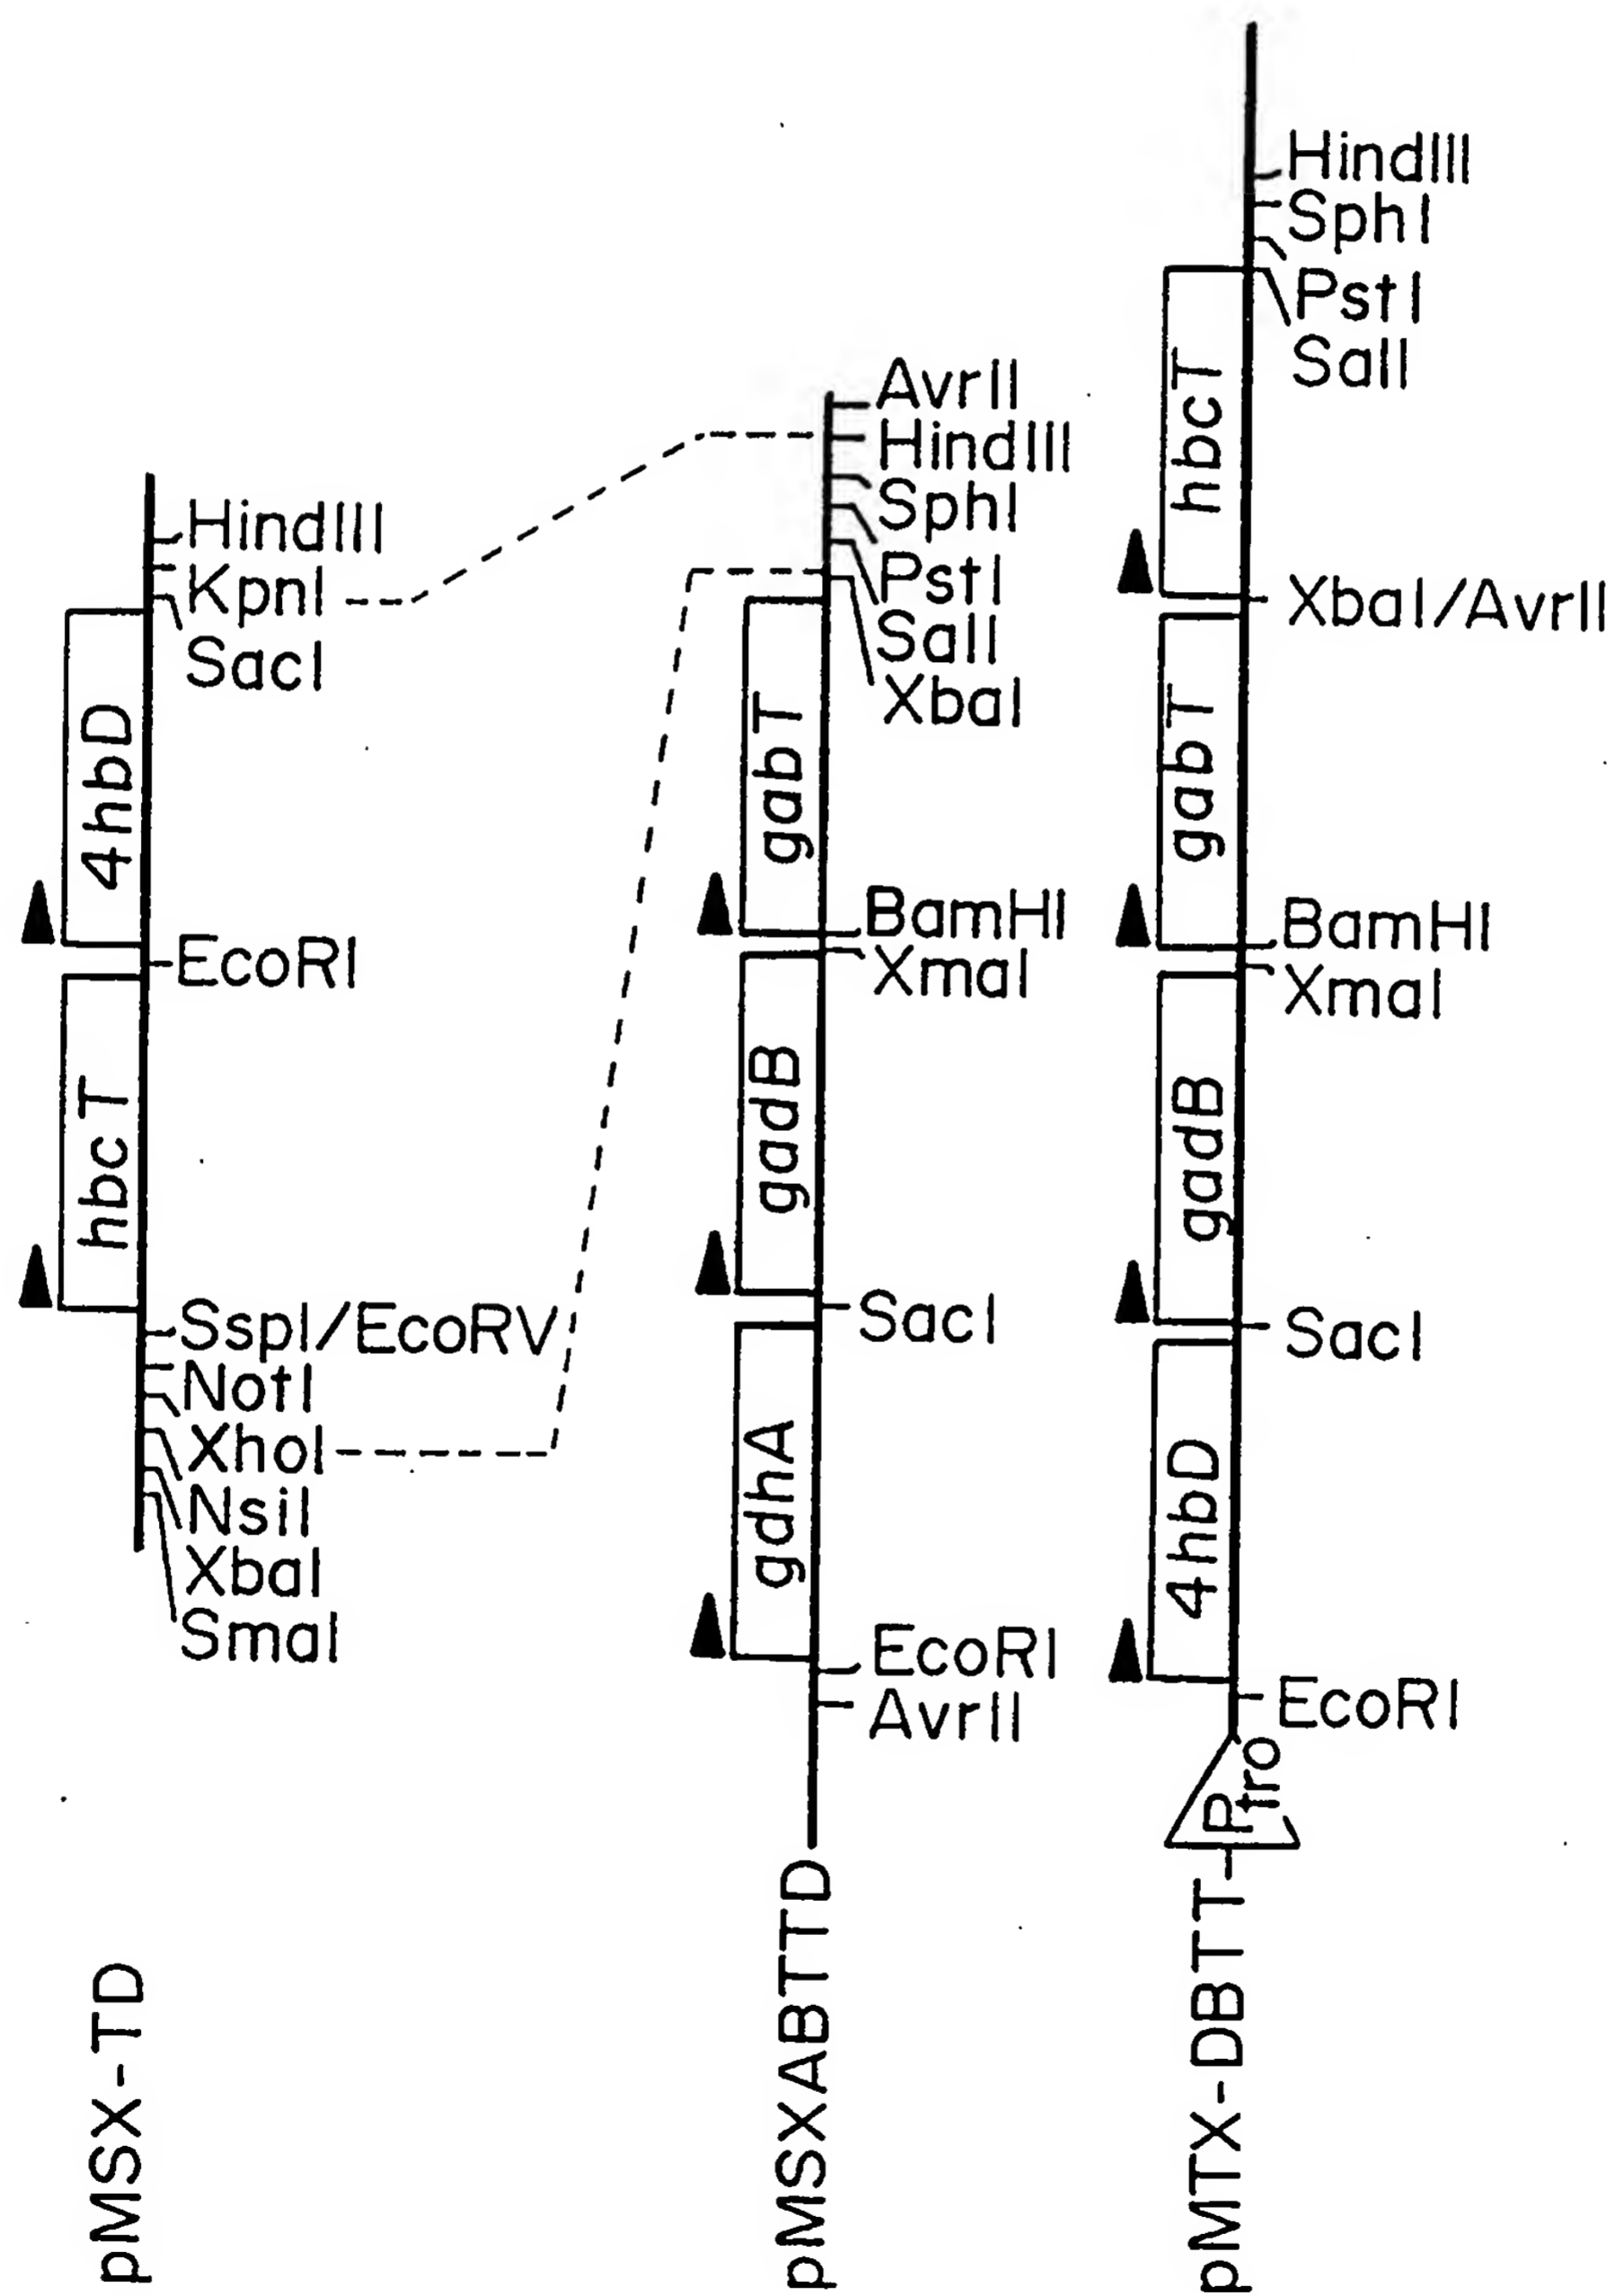 HindIII
KpnI
SacI
4hbD
EcoRI
hbcT
SspI/EcoRV
NotI
XhoI
NsiI
XbaI
SmaI
pMSX-TD
AvrII
HindIII
SphI
PstI
SalI
XbaI
gabT
BamHI
XmaI
gadB
SacI
gdhA
EcoRI
AvrII
pMSXABTTD
HindIII
SphI
PstI
SalI
hbcT
XbaI/AvrII
gabT
BamHI
XmaI
gadB
SacI
4hbD
EcoRI
Ptro
pMTX-DBTT